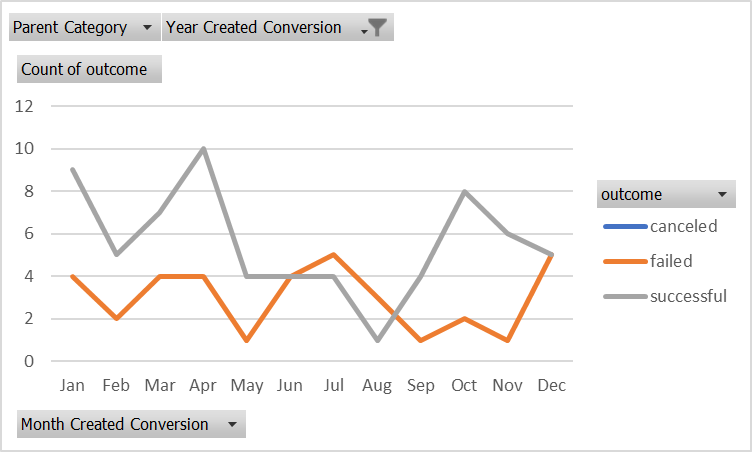 Parent Category Year Created Conversion
Count of outcome
12
10
8
6
4
2
0
Jan Feb Mar Apr May Jun Jul Aug Sep Oct Nov Dec
outcome
canceled
failed
successful
Month Created Conversion